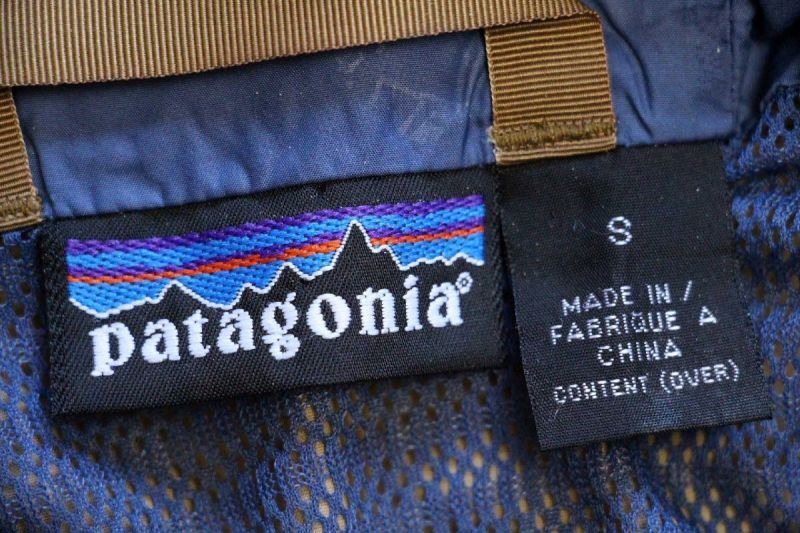 patagonia®
S
MADE IN /
FABRIQUE A
CHINA
CONTENT (OVER)